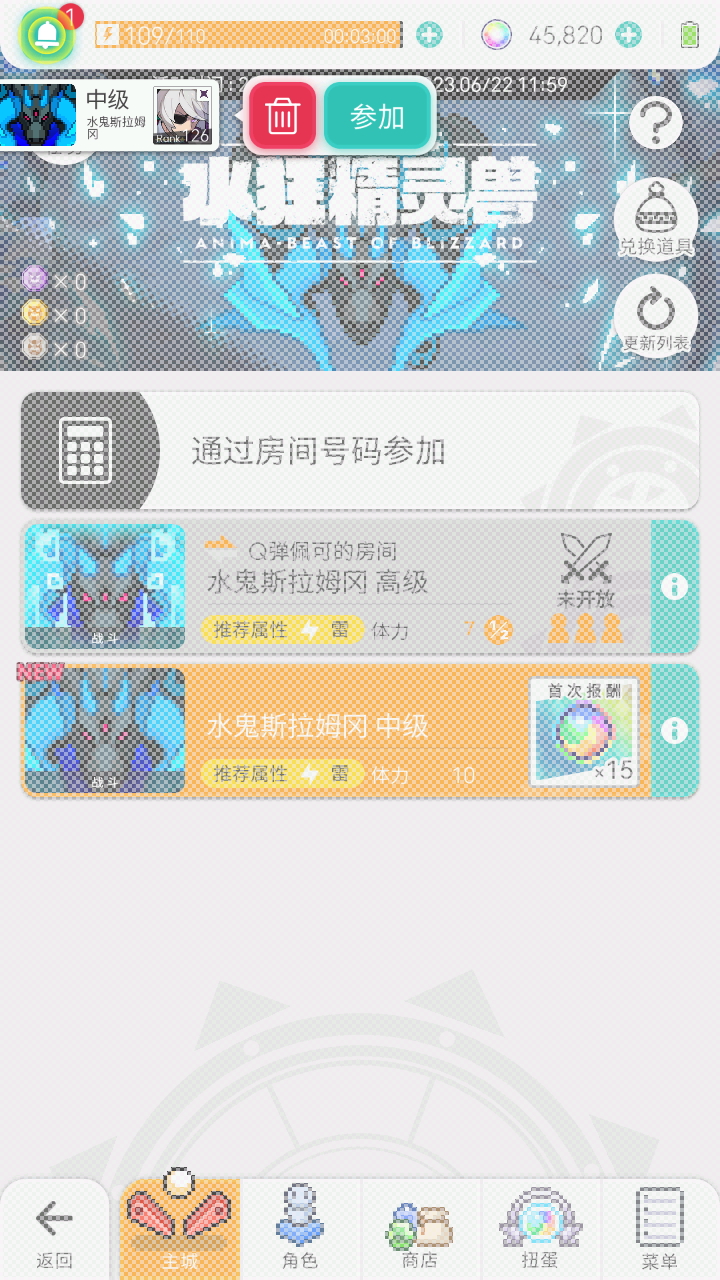 1
109/110
00:03:00
45,820
中级
水鬼斯拉姆冈
Rank 126
参加
23.06/22 11:59
冰狱精灵兽
ANIMA·BEAST OF BLIZZARD
×0
×0
×0
兑换道具
更新列表
通过房间号码参加
Q弹佩可的房间
水鬼斯拉姆冈 高级
战斗
推荐属性 雷 体力 7 1/2
未开放
NEW
水鬼斯拉姆冈 中级
战斗
推荐属性 雷 体力 10
首次报酬
×15
返回
主城
角色
商店
扭蛋
菜单